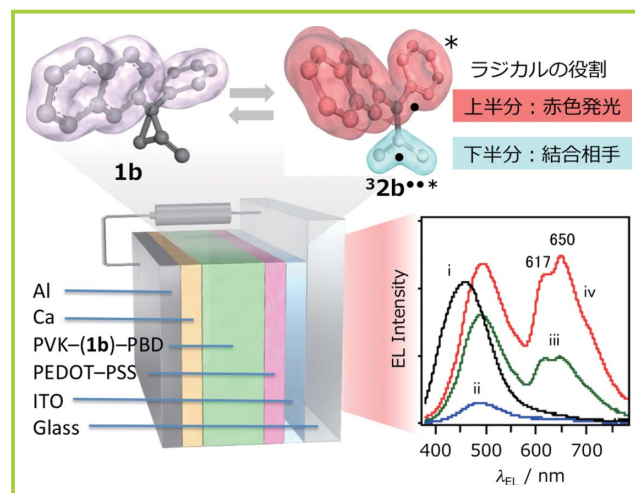 1b
*
³2b••*
ラジカルの役割
上半分：赤色発光
下半分：結合相手
Al
Ca
PVK–(1b)–PBD
PEDOT–PSS
ITO
Glass
EL Intensity
i
ii
iii
iv
617
650
400 500 600 700
λEL / nm